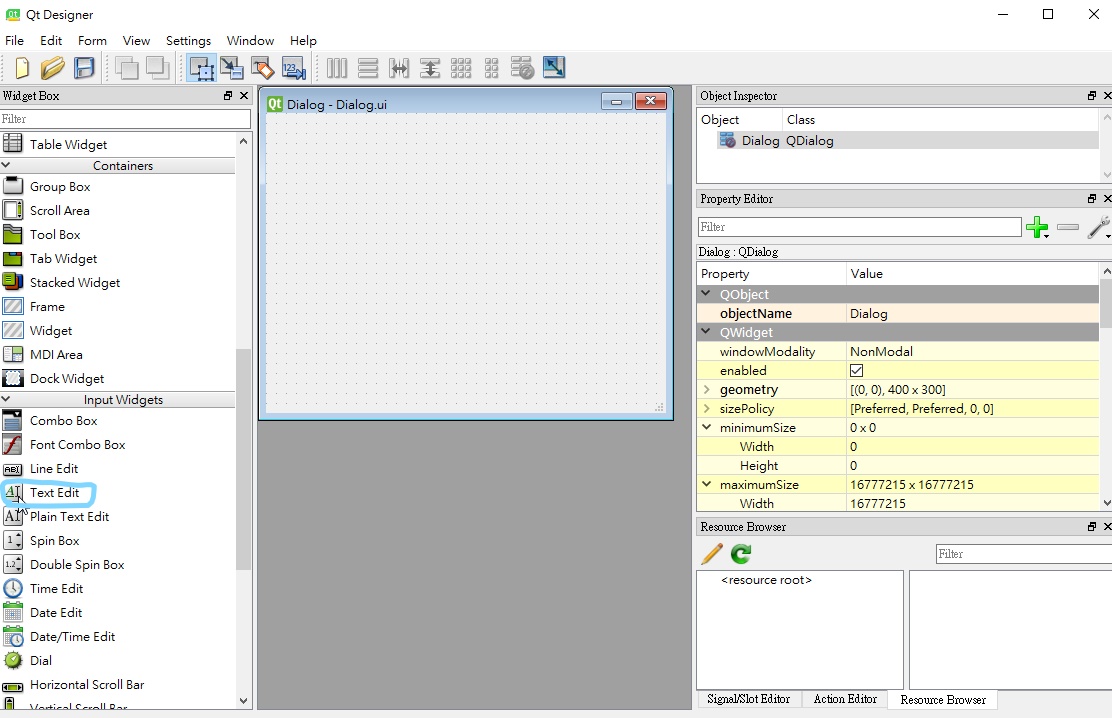 Qt Designer
File Edit Form View Settings Window Help
Widget Box
Filter
Table Widget
Containers
Group Box
Scroll Area
Tool Box
Tab Widget
Stacked Widget
Frame
Widget
MDI Area
Dock Widget
Input Widgets
Combo Box
Font Combo Box
Line Edit
Text Edit
Plain Text Edit
Spin Box
Double Spin Box
Time Edit
Date Edit
Date/Time Edit
Dial
Horizontal Scroll Bar
Vertical Scroll Bar
Qt Dialog - Dialog.ui
Object Inspector
Object Class
Dialog QDialog
Property Editor
Filter
Dialog : QDialog
Property Value
QObject
objectName Dialog
QWidget
windowModality NonModal
enabled
geometry [(0, 0), 400 x 300]
sizePolicy [Preferred, Preferred, 0, 0]
minimumSize 0 x 0
Width 0
Height 0
maximumSize 16777215 x 16777215
Width 16777215
Resource Browser
Filter
<resource root>
Signal/Slot Editor Action Editor Resource Browser